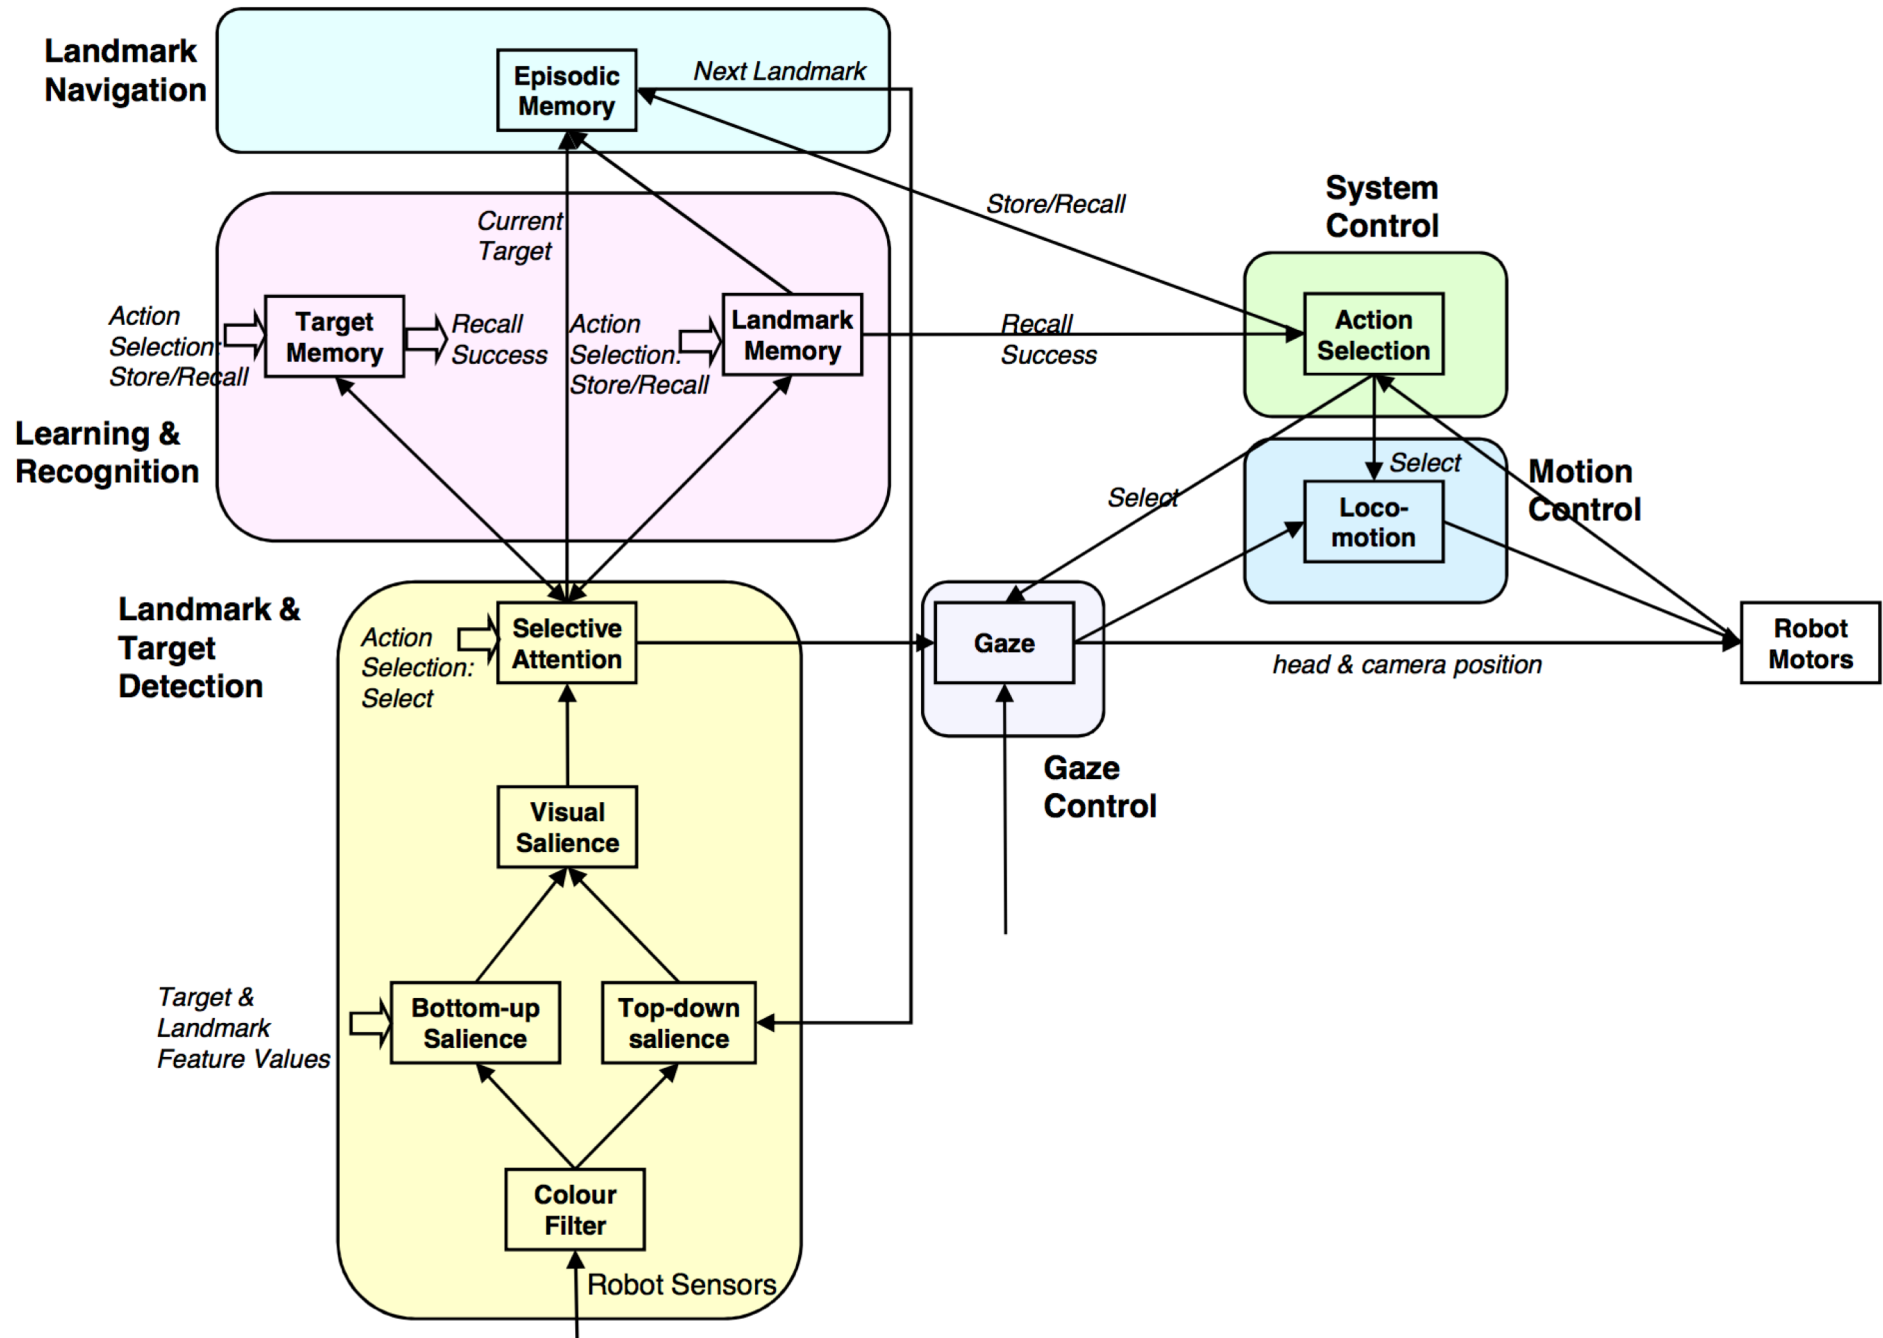 Landmark
Navigation
Episodic
Memory
Next Landmark
Store/Recall
System
Control
Current
Target
Action
Selection:
Store/Recall
Target
Memory
Recall
Success
Action
Selection:
Store/Recall
Landmark
Memory
Recall
Success
Action
Selection
Learning &
Recognition
Select
Select
Loco-
motion
Motion
Control
Landmark &
Target
Detection
Action
Selection:
Select
Selective
Attention
Gaze
head & camera position
Robot
Motors
Gaze
Control
Visual
Salience
Target &
Landmark
Feature Values
Bottom-up
Salience
Top-down
salience
Colour
Filter
Robot Sensors